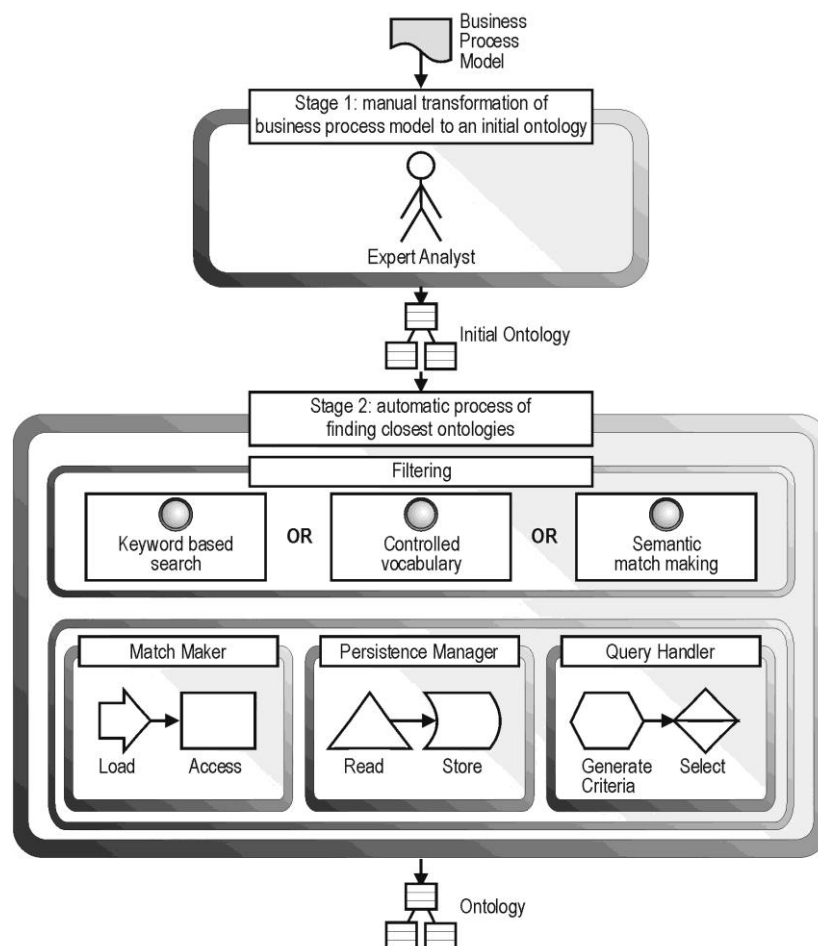 Business
Process
Model
Stage 1: manual transformation of
business process model to an initial ontology
Expert Analyst
Initial Ontology
Stage 2: automatic process of
finding closest ontologies
Filtering
Keyword based
search
OR
Controlled
vocabulary
OR
Semantic
match making
Match Maker
Load
Access
Persistence Manager
Read
Store
Query Handler
Generate
Criteria
Select
Ontology